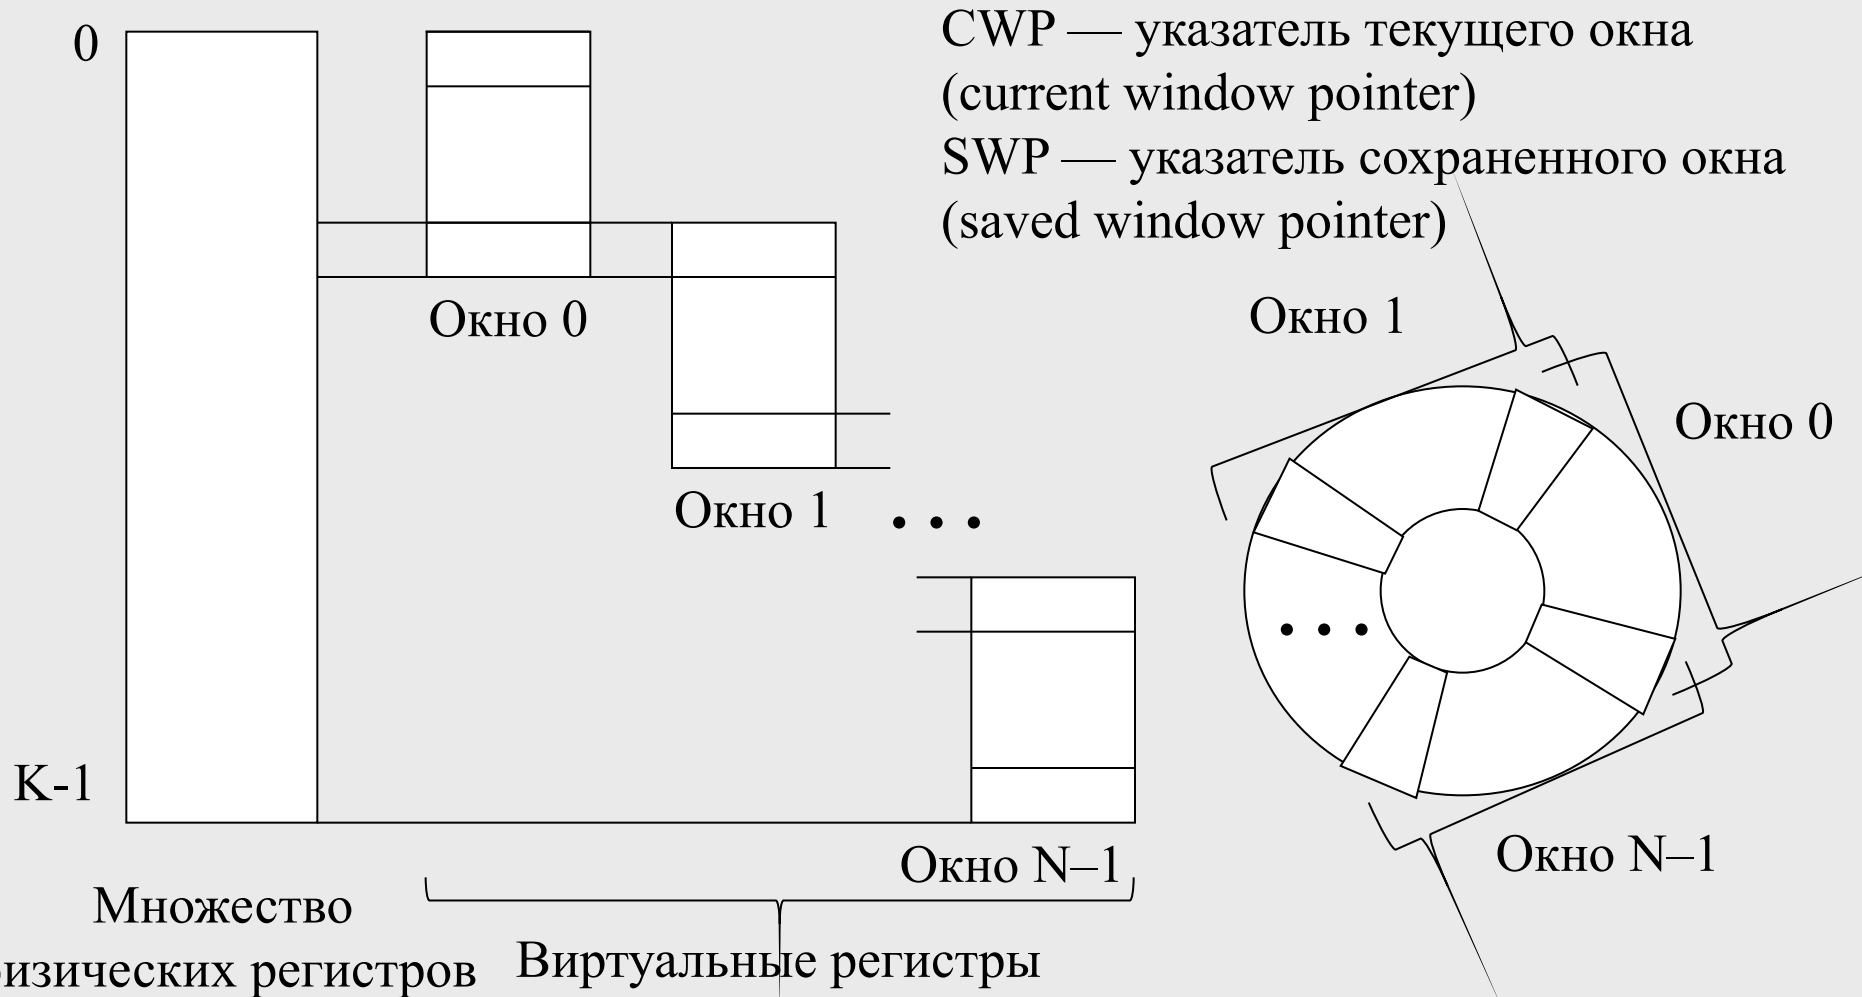 CWP — указатель текущего окна
(current window pointer)
SWP — указатель сохраненного окна
(saved window pointer)
0
Окно 0
Окно 1
. . .
K-1
Окно N–1
Множество
регистров
Виртуальные регистры
Окно 1
Окно 0
. . .
Окно N–1